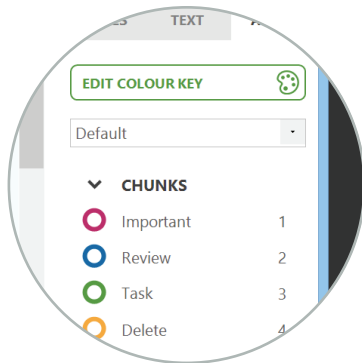 TEXT
EDIT COLOUR KEY
Default
CHUNKS
Important 1
Review 2
Task 3
Delete 4